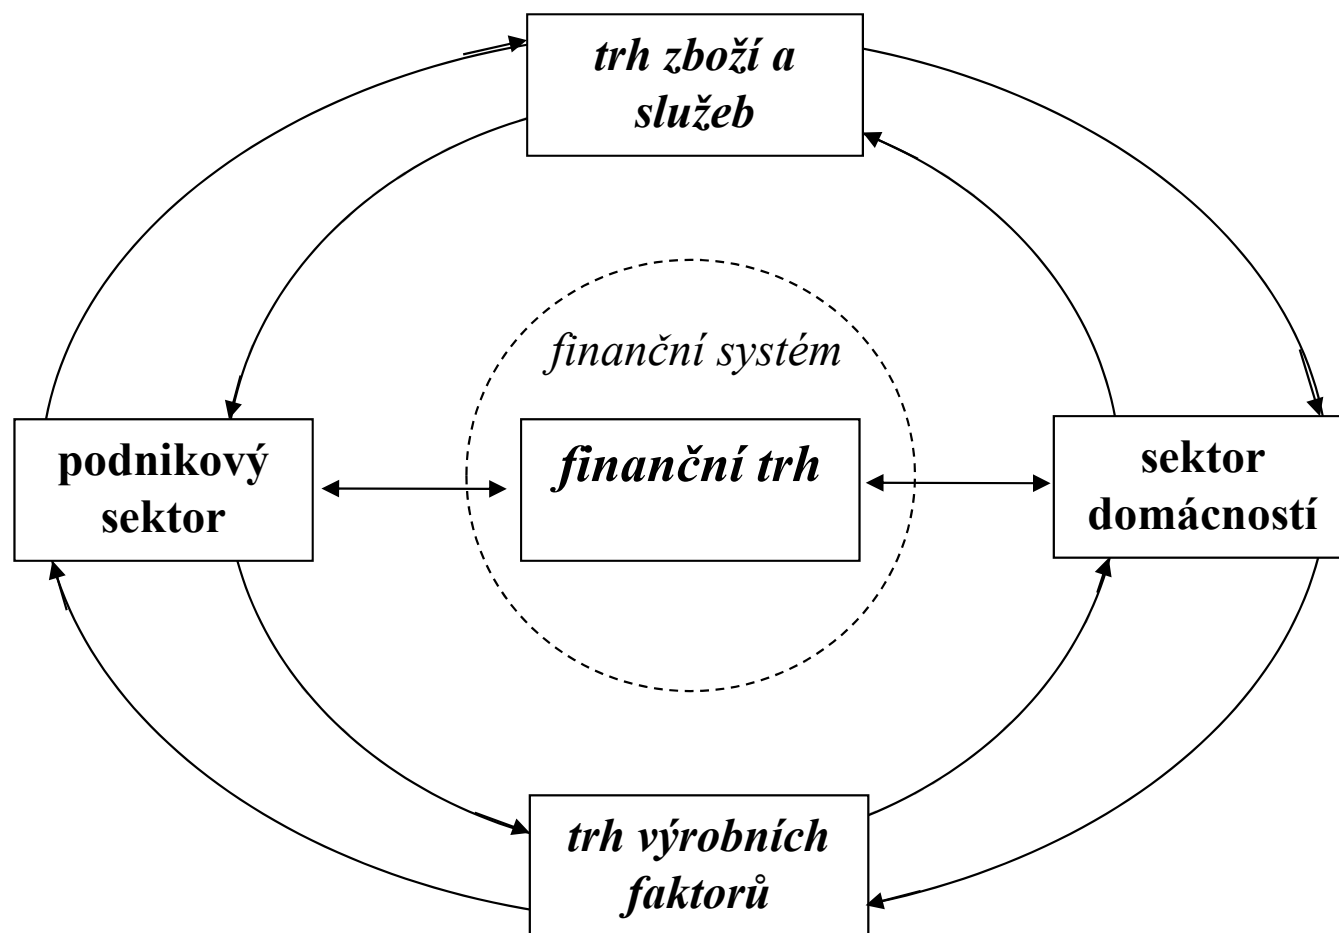 trh zboží a
služeb
finanční systém
podnikový
sektor
finanční trh
sektor
domácností
trh výrobních
faktorů